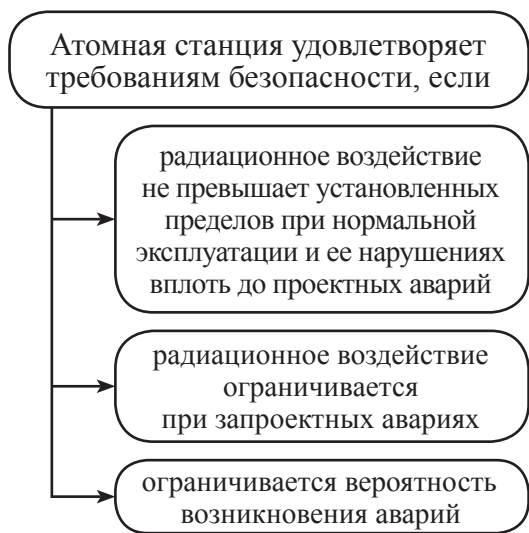 Атомная станция удовлетворяет
требованиям безопасности, если
радиационное воздействие
не превышает установленных
пределов при нормальной
эксплуатации и ее нарушениях
вплоть до проектных аварий
радиационное воздействие
ограничивается
при запроектных авариях
ограничивается вероятность
возникновения аварий